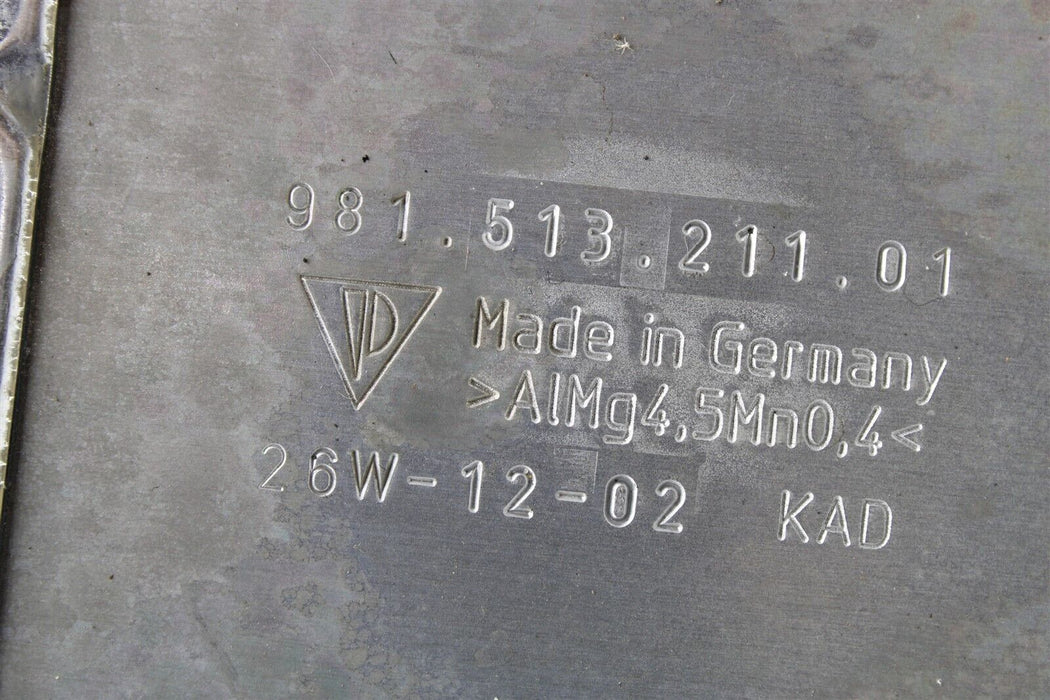 981.513.211.01
Made in Germany
>AlMg4,5Mn0,4<
26W-12-02 KAD